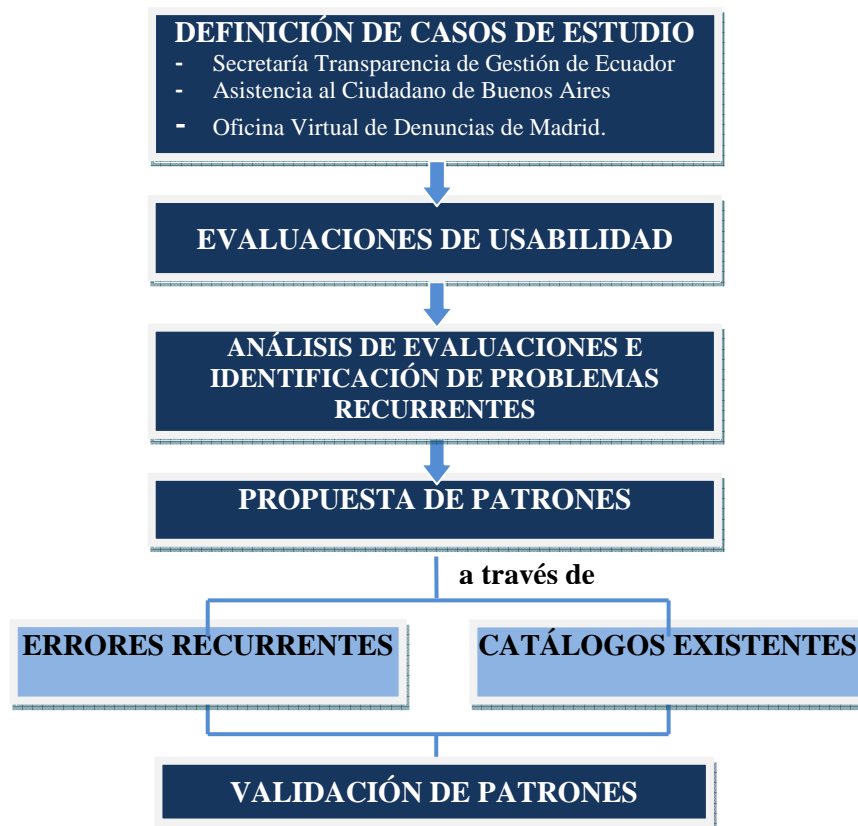 DEFINICIÓN DE CASOS DE ESTUDIO
- Secretaría Transparencia de Gestión de Ecuador
- Asistencia al Ciudadano de Buenos Aires
- Oficina Virtual de Denuncias de Madrid.
EVALUACIONES DE USABILIDAD
ANÁLISIS DE EVALUACIONES E
IDENTIFICACIÓN DE PROBLEMAS
RECURRENTES
PROPUESTA DE PATRONES
a través de
ERRORES RECURRENTES
CATÁLOGOS EXISTENTES
VALIDACIÓN DE PATRONES